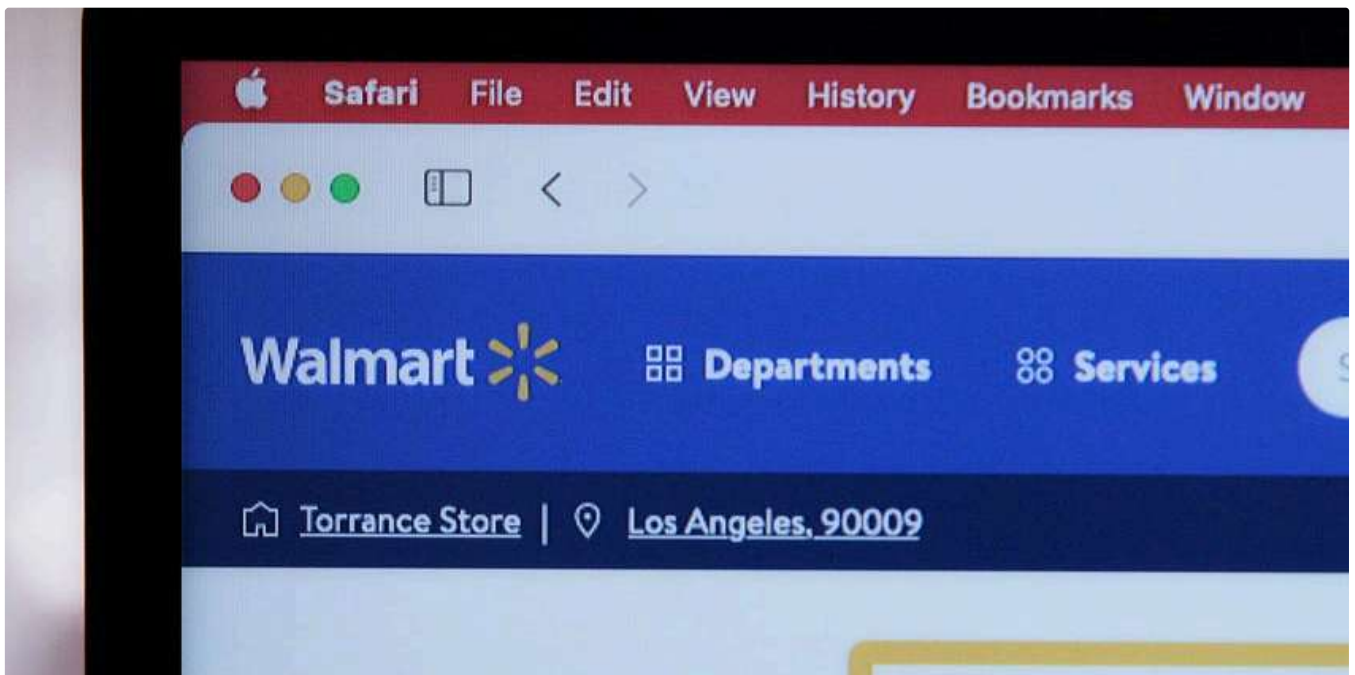 Safari File Edit View History Bookmarks Window
Walmart Departments Services
Torrance Store | Los Angeles, 90009